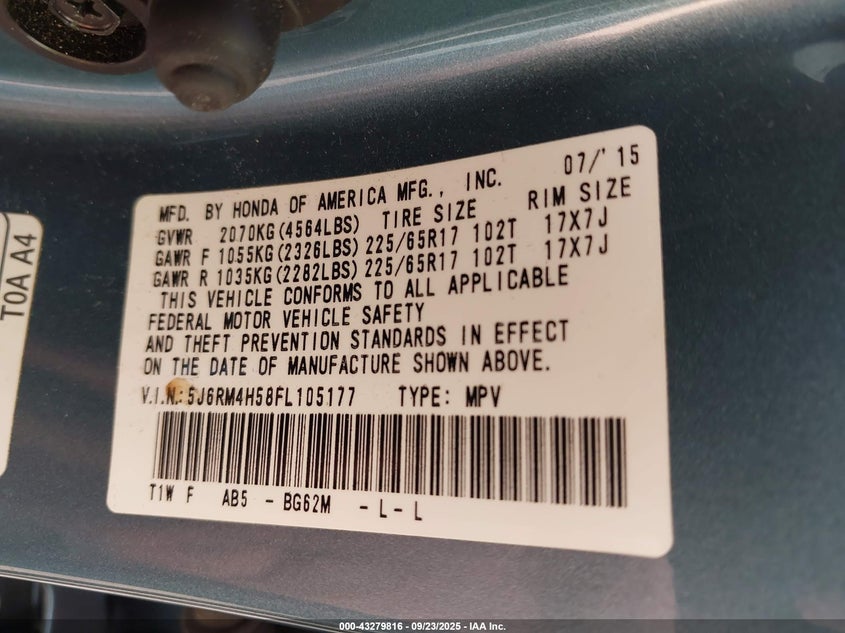 07/'15
MFD. BY HONDA OF AMERICA MFG., INC.
GVWR 2070KG(4564LBS) TIRE SIZE RIM SIZE
GAWR F 1055KG(2326LBS) 225/65R17 102T 17X7J
GAWR R 1035KG(2282LBS) 225/65R17 102T 17X7J
THIS VEHICLE CONFORMS TO ALL APPLICABLE
FEDERAL MOTOR VEHICLE SAFETY
AND THEFT PREVENTION STANDARDS IN EFFECT
ON THE DATE OF MANUFACTURE SHOWN ABOVE.
V.I.N.: 5J6RM4H58FL105177 TYPE: MPV
T1W F AB5 - BG62M - L - L
T0A A4
000-43279816 - 09/23/2025 - IAA Inc.